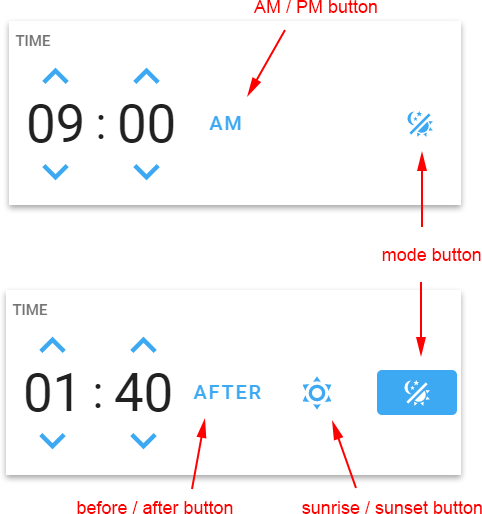 AM / PM button
TIME
09 : 00 AM
mode button
TIME
01 : 40 AFTER
before / after button
sunrise / sunset button